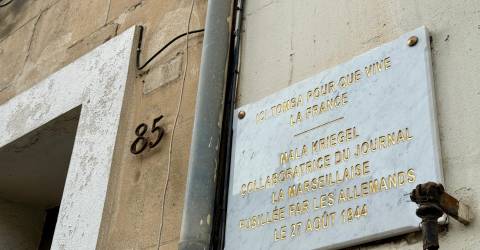 85
ICI TOMBA POUR QUE VIVE
LA FRANCE
MALA KRIEGEL
COLLABORATRICE DU JOURNAL
LA MARSEILLAISE
FUSILLÉE PAR LES ALLEMANDS
LE 27 AOÛT 1944